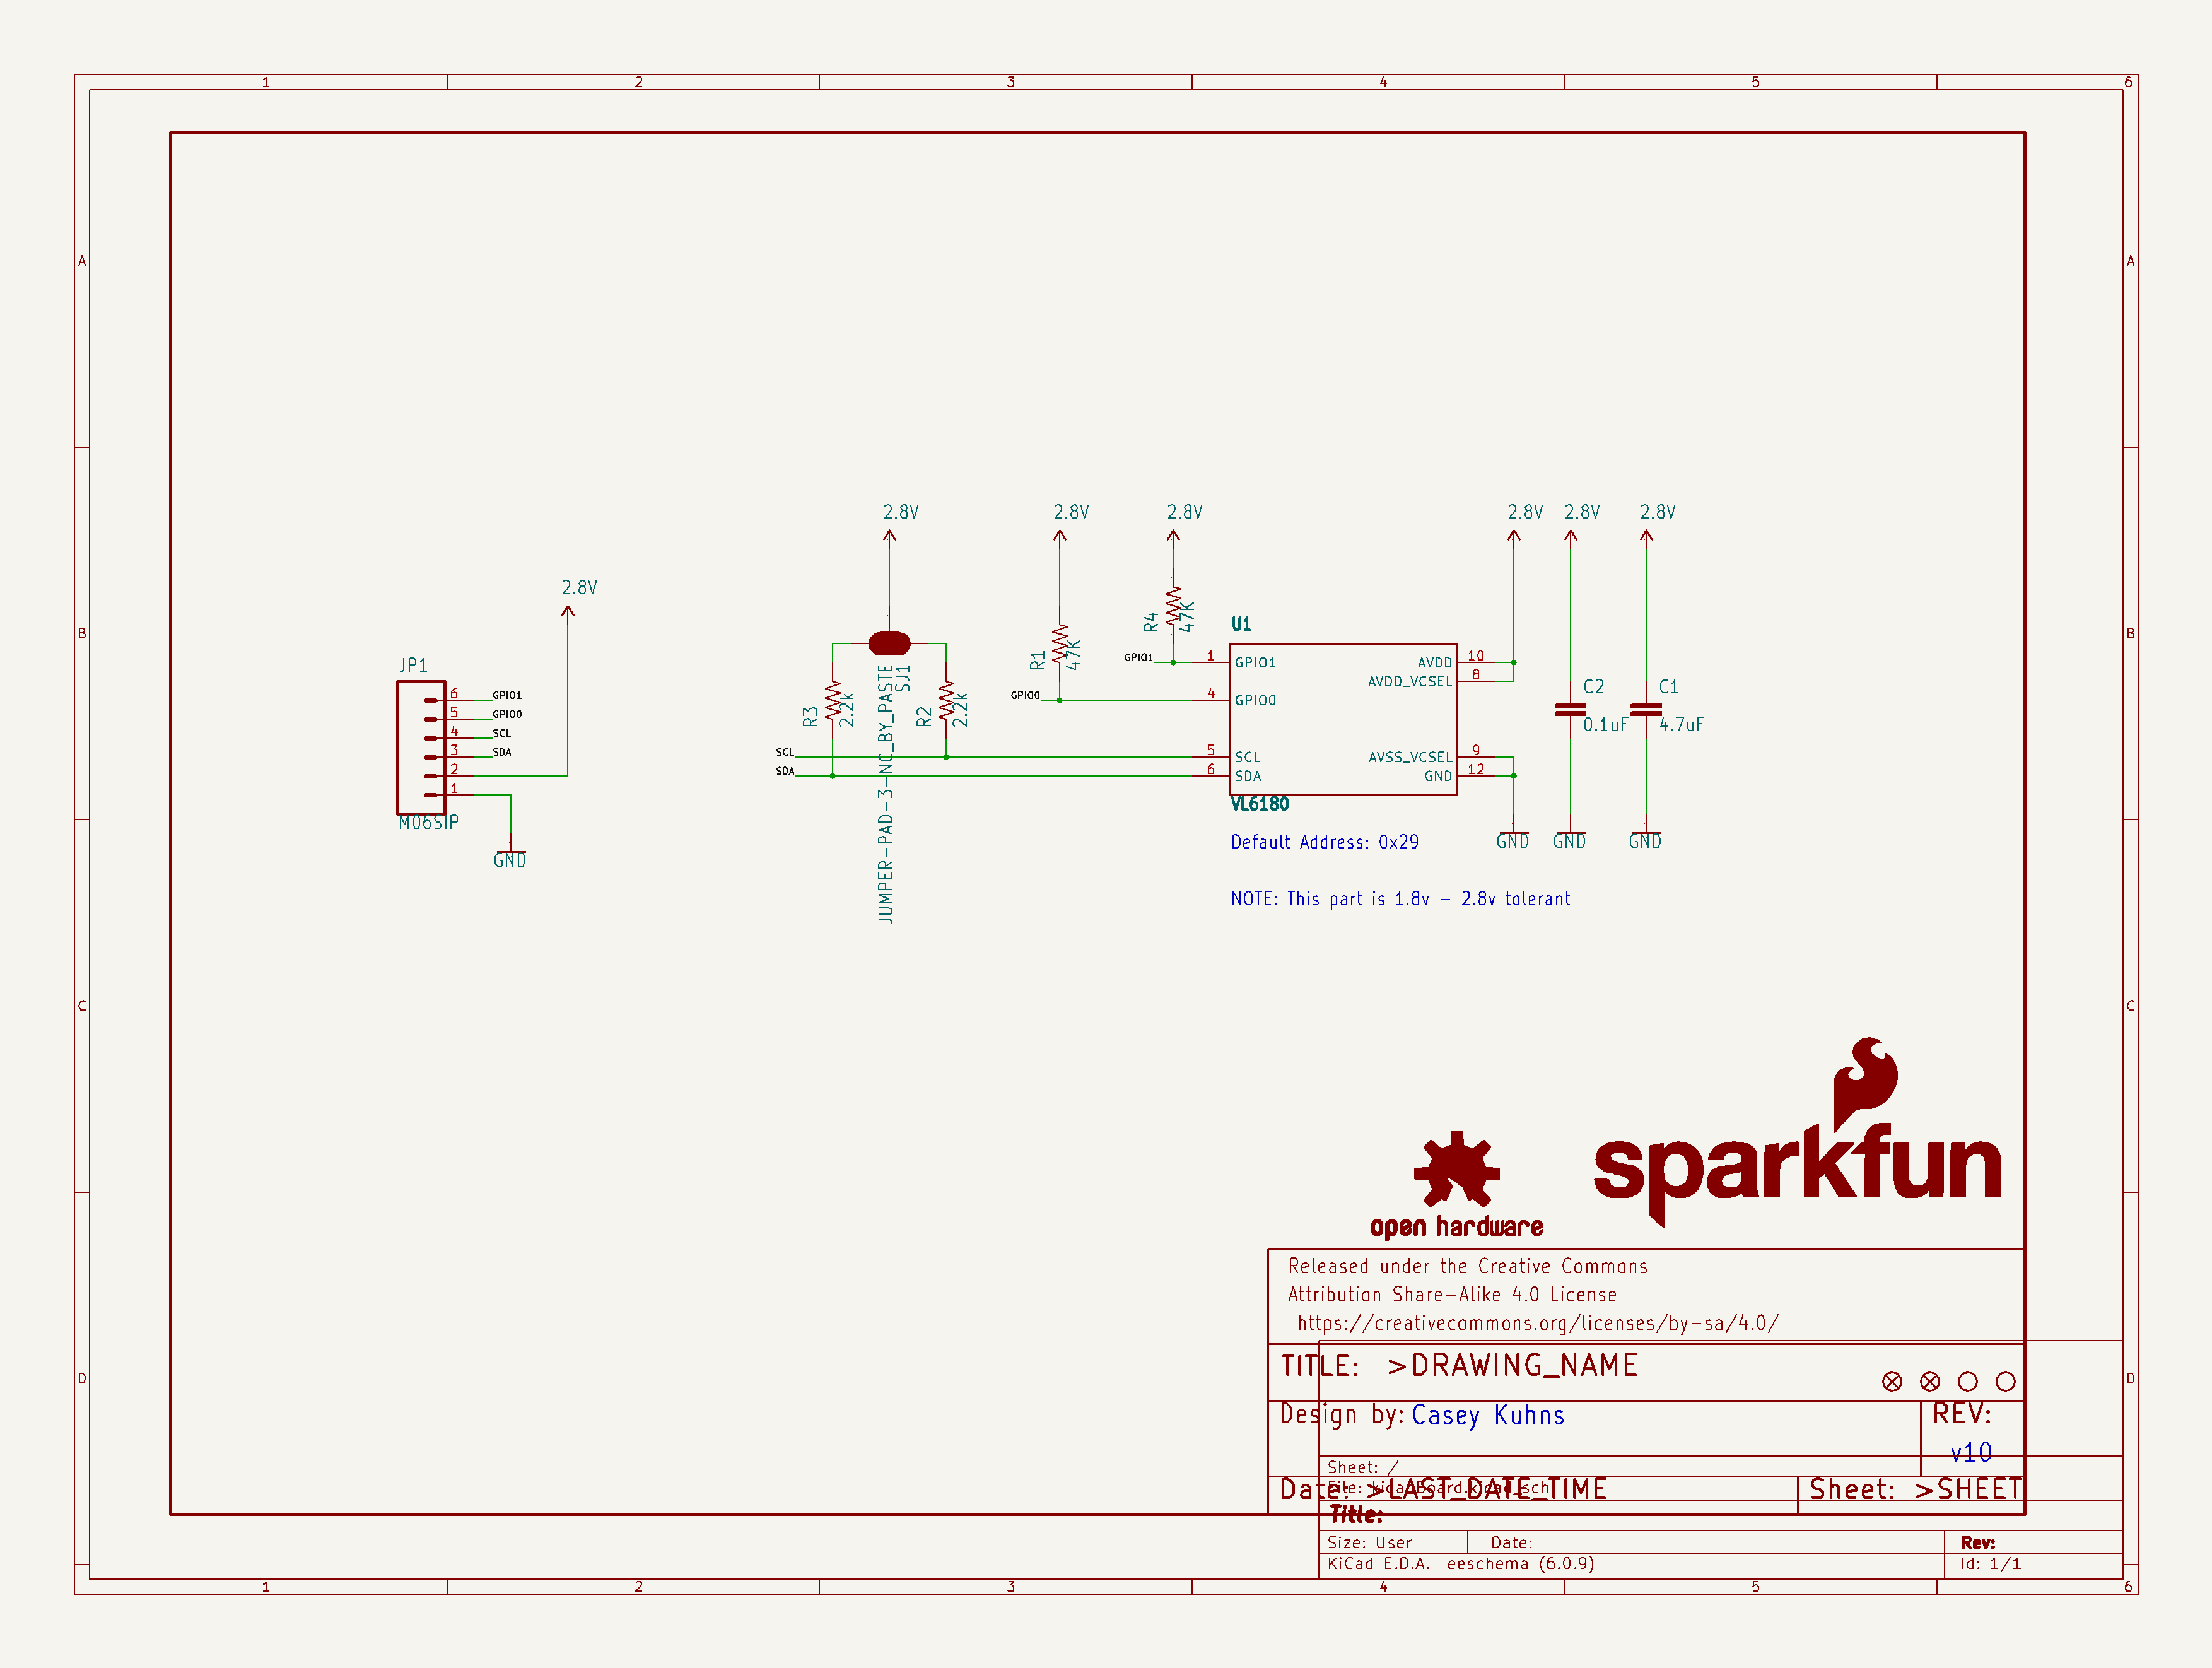 1 2 3 4 5 6
A A
B B
C C
D D
2.8V
JP1
6 GPIO1
5 GPIO0
4 SCL
3 SDA
2
1
M06SIP
GND
2.8V
SJ1
JUMPER-PAD-3-NC_BY_PASTE
R3
2.2k
R2
2.2k
SCL
SDA
2.8V
R1
47K
GPIO0
2.8V
R4
47K
GPIO1
U1
1 GPIO1
4 GPIO0
5 SCL
6 SDA
AVDD 10
AVDD_VCSEL 8
AVSS_VCSEL 9
GND 12
VL6180
Default Address: 0x29
NOTE: This part is 1.8v - 2.8v tolerant
2.8V 2.8V 2.8V
C2
0.1uF
C1
4.7uF
GND GND GND
sparkfun
open hardware
Released under the Creative Commons
Attribution Share-Alike 4.0 License
https://creativecommons.org/licenses/by-sa/4.0/
TITLE: >DRAWING_NAME
Design by: Casey Kuhns
REV:
v10
Date: >LAST_DATE_TIME
Sheet: >SHEET
Sheet: /
File: kicadBoard.kicad_sch
Title:
Size: User Date: Rev:
KiCad E.D.A. eeschema (6.0.9) Id: 1/1
1 2 3 4 5 6